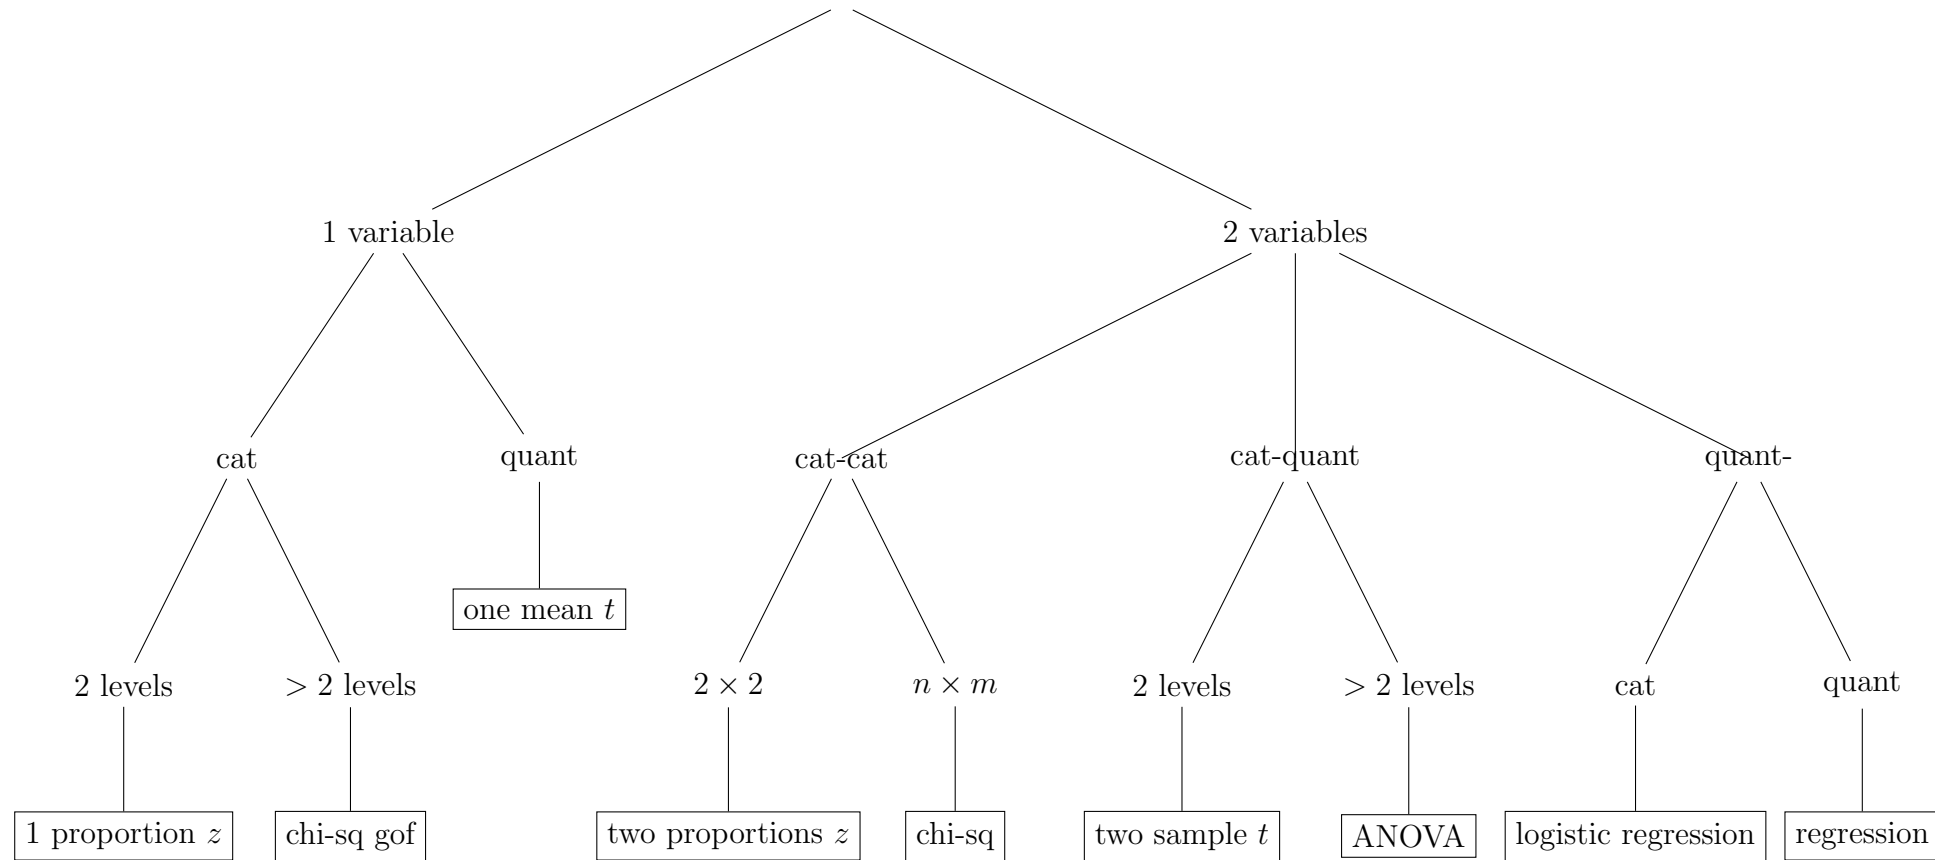 1 variable
2 variables
cat
quant
cat-cat
cat-quant
quant-
one mean t
2 levels
> 2 levels
2 × 2
n × m
2 levels
> 2 levels
cat
quant
1 proportion z
chi-sq gof
two proportions z
chi-sq
two sample t
ANOVA
logistic regression
regression